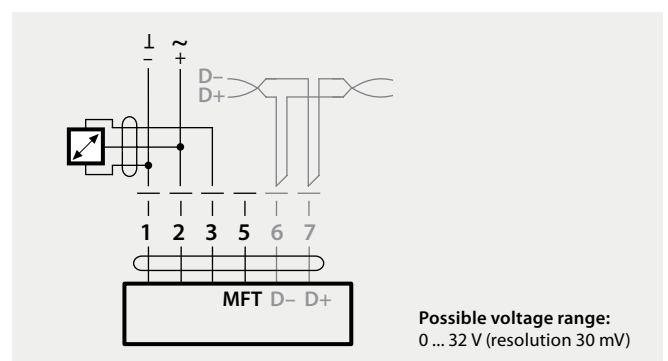 ⊥ ~
– +
D–
D+
1 2 3 5 6 7
MFT D– D+
Possible voltage range:
0 ... 32 V (resolution 30 mV)